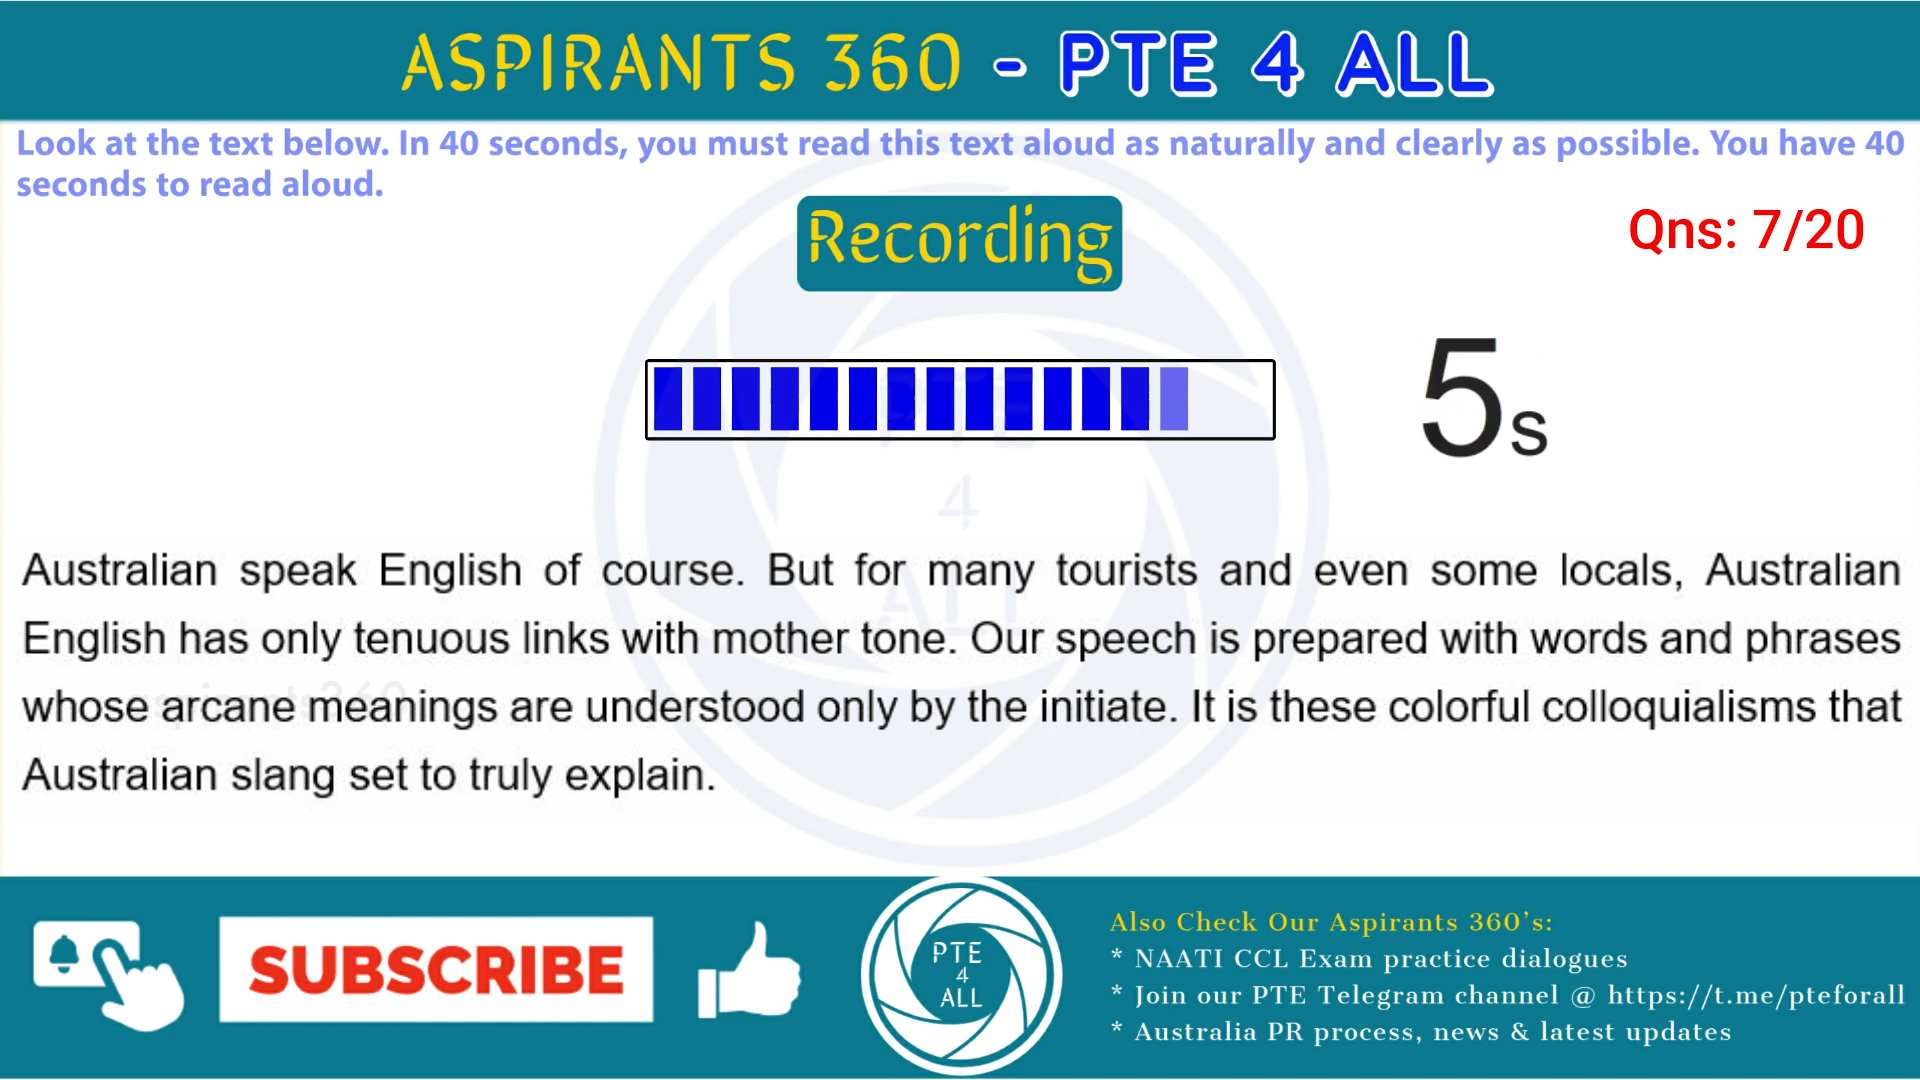 ASPIRANTS 360 - PTE 4 ALL
Look at the text below. In 40 seconds, you must read this text aloud as naturally and clearly as possible. You have 40
seconds to read aloud.
Recording
Qns: 7/20
5s
PTE
4
ALL
Australian speak English of course. But for many tourists and even some locals, Australian
English has only tenuous links with mother tone. Our speech is prepared with words and phrases
whose arcane meanings are understood only by the initiate. It is these colorful colloquialisms that
Australian slang set to truly explain.
aspirants360
SUBSCRIBE
PTE
4
ALL
Also Check Our Aspirants 360's:
* NAATI CCL Exam practice dialogues
* Join our PTE Telegram channel @ https://t.me/pteforall
* Australia PR process, news & latest updates